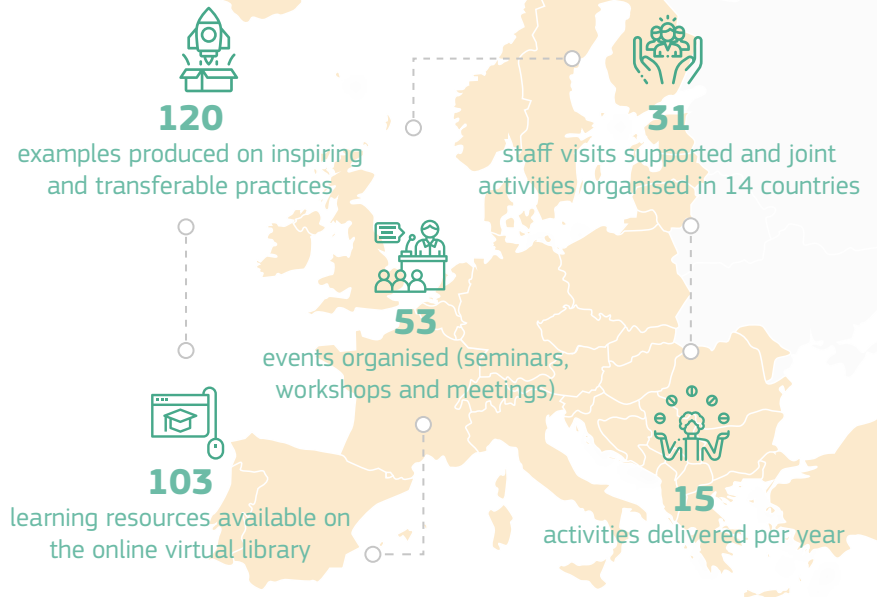 120
examples produced on inspiring
and transferable practices
31
staff visits supported and joint
activities organised in 14 countries
53
events organised (seminars,
workshops and meetings)
103
learning resources available on
the online virtual library
15
activities delivered per year